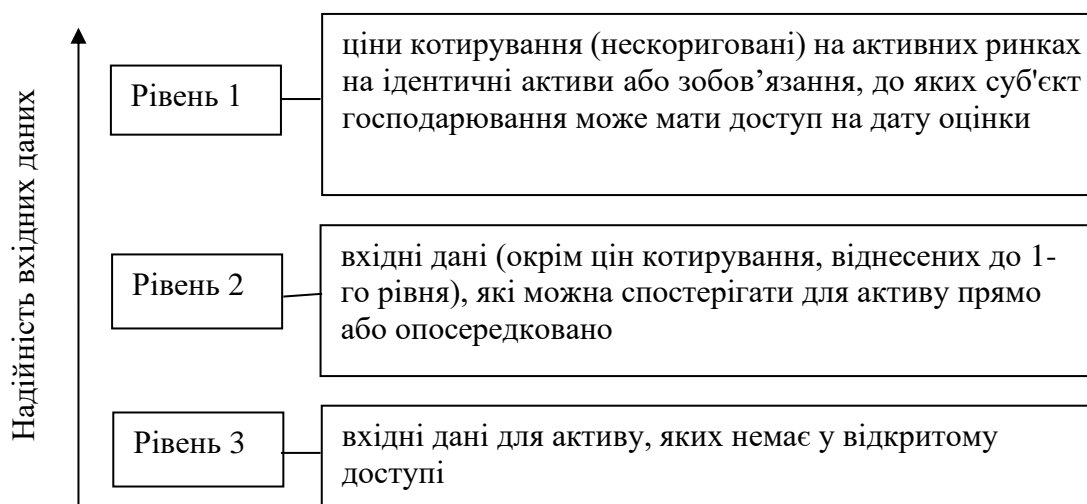 Надійність вхідних даних
Рівень 1
ціни котирування (нескориговані) на активних ринках
на ідентичні активи або зобов’язання, до яких суб'єкт
господарювання може мати доступ на дату оцінки
Рівень 2
вхідні дані (окрім цін котирування, віднесених до 1-
го рівня), які можна спостерігати для активу прямо
або опосередковано
Рівень 3
вхідні дані для активу, яких немає у відкритому
доступі